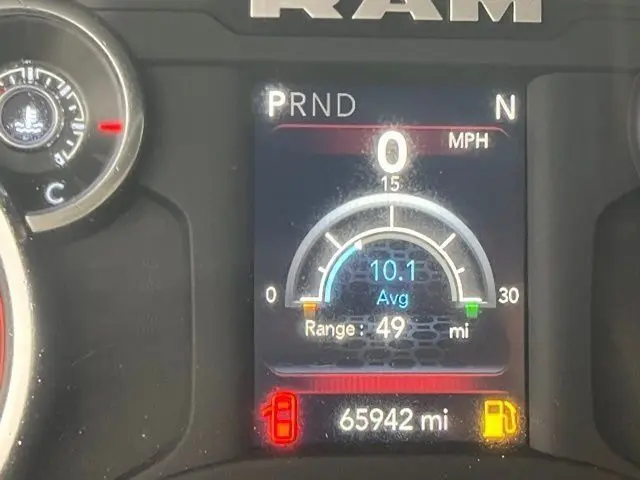 RAM
PRND N
0 MPH
15
10.1
0 30
Avg
Range: 49 mi
C
65942 mi